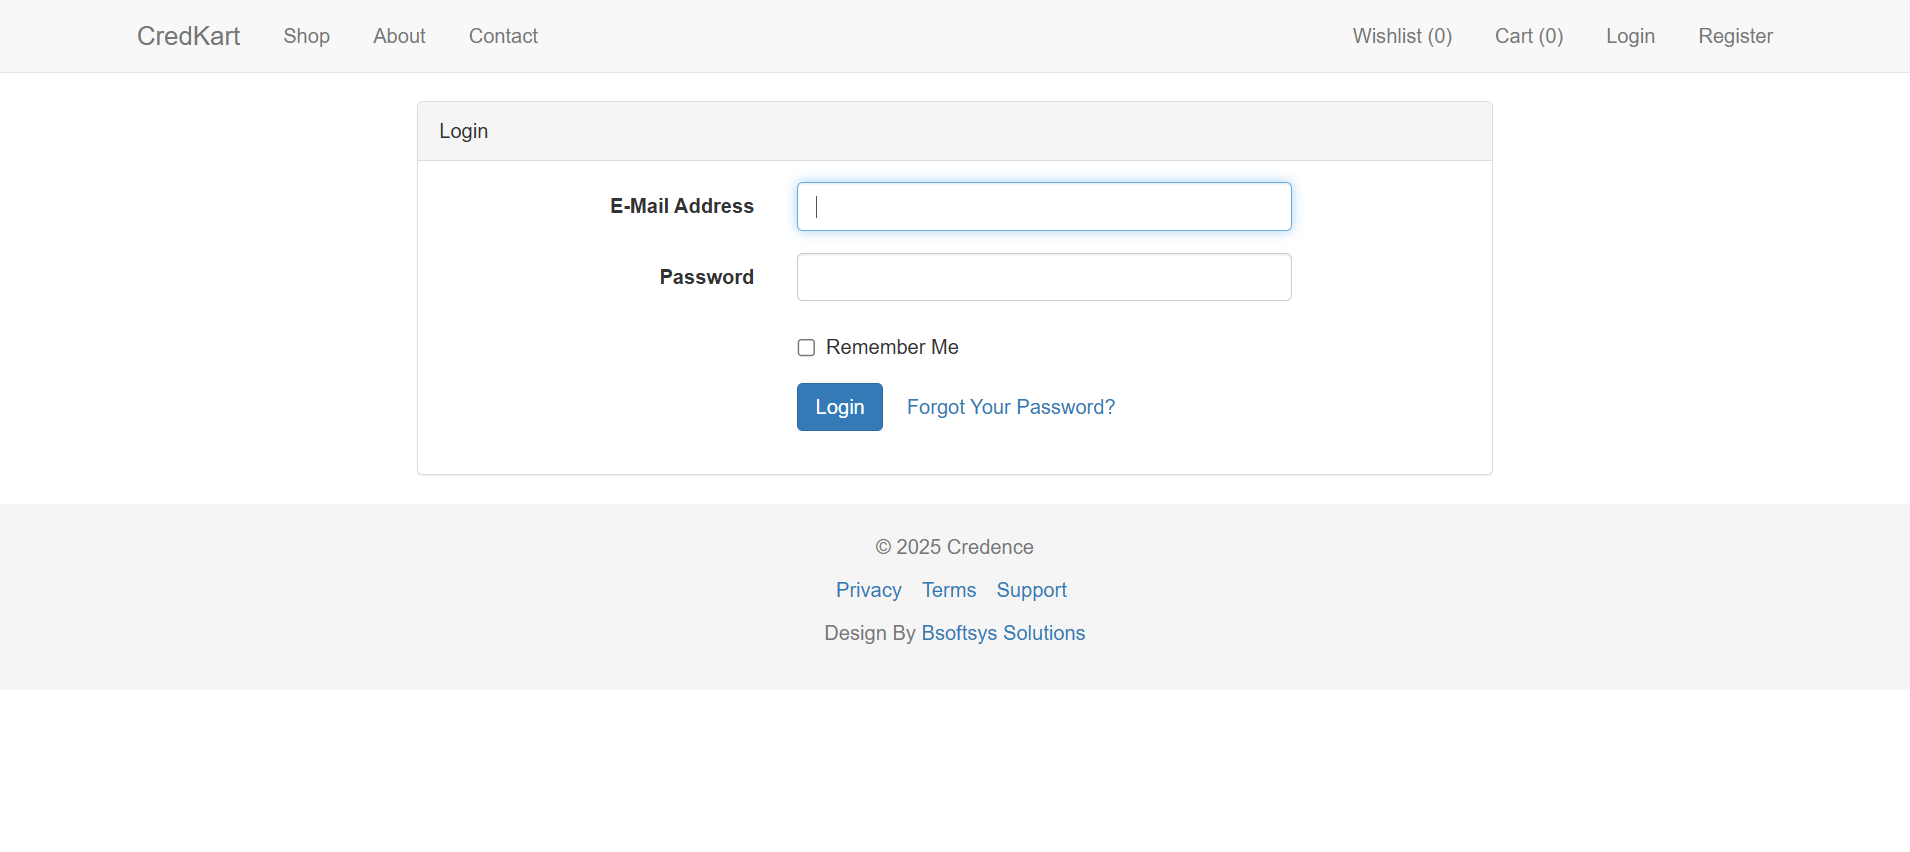 CredKart Shop About Contact Wishlist (0) Cart (0) Login Register
Login
E-Mail Address
Password
Remember Me
Login Forgot Your Password?
© 2025 Credence
Privacy Terms Support
Design By Bsoftsys Solutions